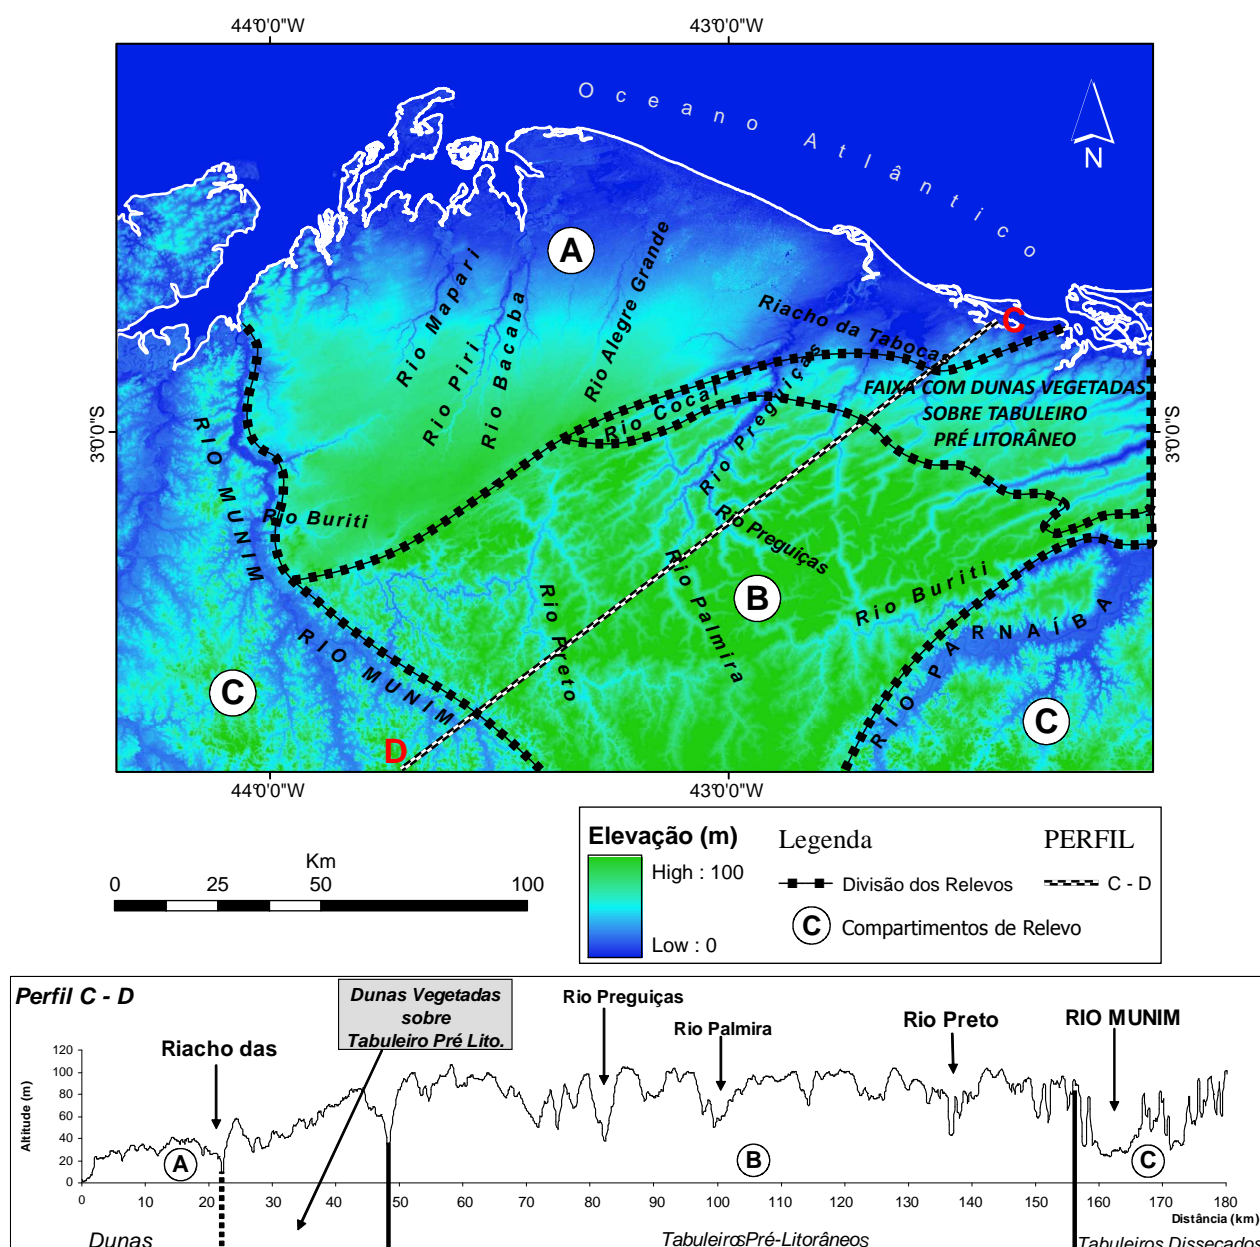 44°0'0"W
43°0'0"W
Oceano Atlântico
N
A
Rio Mapari
Rio Piri
Rio Bacaba
Rio Alegre Grande
Riacho da Tabocas
C
FAIXA COM DUNAS VEGETADAS
SOBRE TABULEIRO
PRÉ LITORÂNEO
3°0'0"S
3°0'0"S
Rio Cocal
Rio Preguiças
RIO MUNIM
Rio Buriti
Rio Preguiças
Rio Palmira
B
Rio Buriti
Rio Preto
RIO PARNAÍBA
RIO MUNIM
C
C
D
44°0'0"W
43°0'0"W
Km
0 25 50 100
Elevação (m)
High : 100
Low : 0
Legenda
Divisão dos Relevos
C Compartimentos de Relevo
PERFIL
C - D
Perfil C - D
Dunas Vegetadas
sobre
Tabuleiro Pré Lito.
Riacho das
Rio Preguiças
Rio Palmira
Rio Preto
RIO MUNIM
Altitude (m)
120
100
80
60
40
20
0
A
B
C
0 10 20 30 40 50 60 70 80 90 100 110 120 130 140 150 160 170 180
Distância (km)
Dunas
Tabuleiros Pré-Litorâneos
Tabuleiros Dissecados